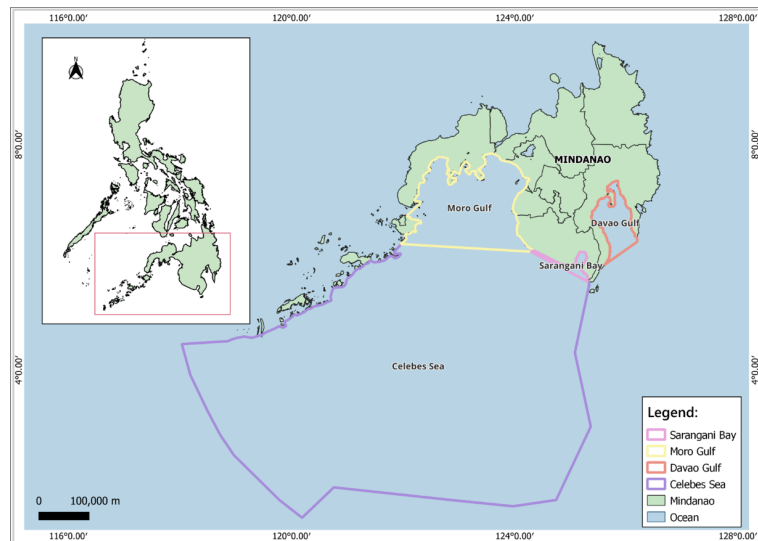 116°0.00′ 120°0.00′ 124°0.00′ 128°0.00′
8°0.00′ 8°0.00′
MINDANAO
Moro Gulf
Davao Gulf
Sarangani Bay
Celebes Sea
4°0.00′ 4°0.00′
Legend:
Sarangani Bay
Moro Gulf
Davao Gulf
Celebes Sea
Mindanao
Ocean
0 100,000 m
116°0.00′ 120°0.00′ 124°0.00′ 128°0.00′